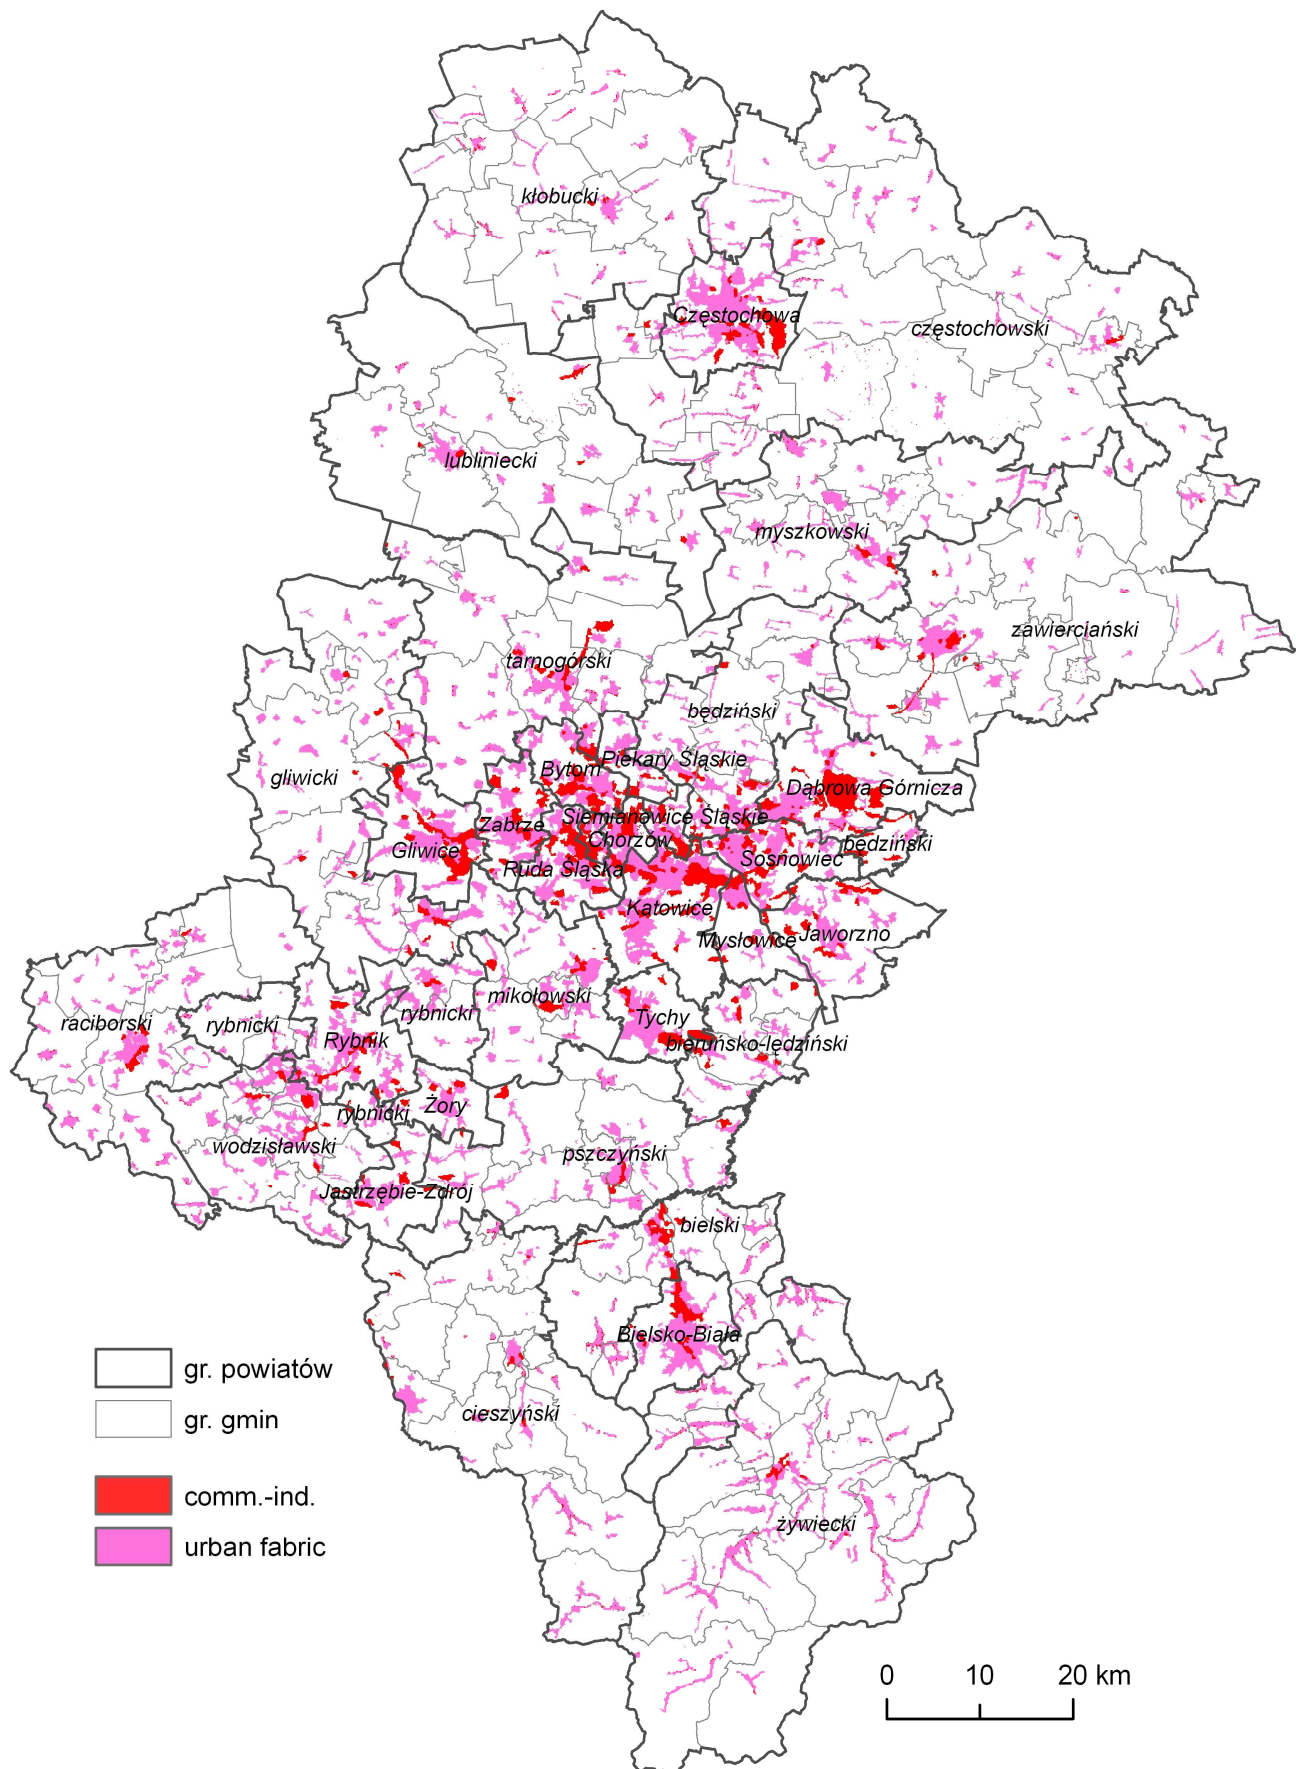 kłobucki
Częstochowa
częstochowski
lubliniecki
myszkowski
zawierciański
tarnogórski
będziński
Piekary Śląskie
Bytom
gliwicki
Dąbrowa Górnicza
Siemianowice Śląskie
Zabrze
Chorzów
będziński
Gliwice
Sosnowiec
Ruda Śląska
Katowice
Mysłowice
Jaworzno
mikołowski
rybnicki
raciborski
rybnicki
Rybnik
Tychy
bieruńsko-lędziński
rybnicki
Żory
wodzisławski
pszczyński
Jastrzębie-Zdrój
bielski
Bielsko-Biała
cieszyński
żywiecki
gr. powiatów
gr. gmin
comm.-ind.
urban fabric
0 10 20 km